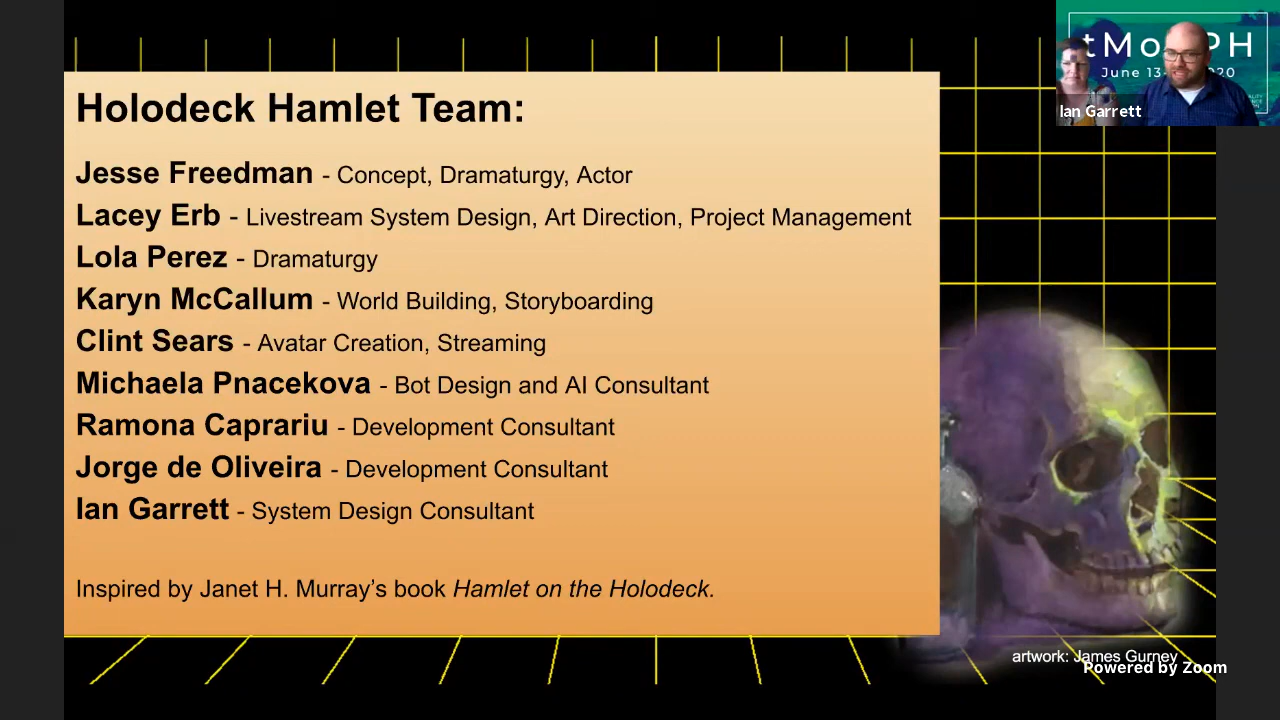 Holodeck Hamlet Team:
Jesse Freedman - Concept, Dramaturgy, Actor
Lacey Erb - Livestream System Design, Art Direction, Project Management
Lola Perez - Dramaturgy
Karyn McCallum - World Building, Storyboarding
Clint Sears - Avatar Creation, Streaming
Michaela Pnacekova - Bot Design and AI Consultant
Ramona Caprariu - Development Consultant
Jorge de Oliveira - Development Consultant
Ian Garrett - System Design Consultant
Inspired by Janet H. Murray’s book Hamlet on the Holodeck.
June 13-
Ian Garrett
artwork: James Gurney
Powered by Zoom